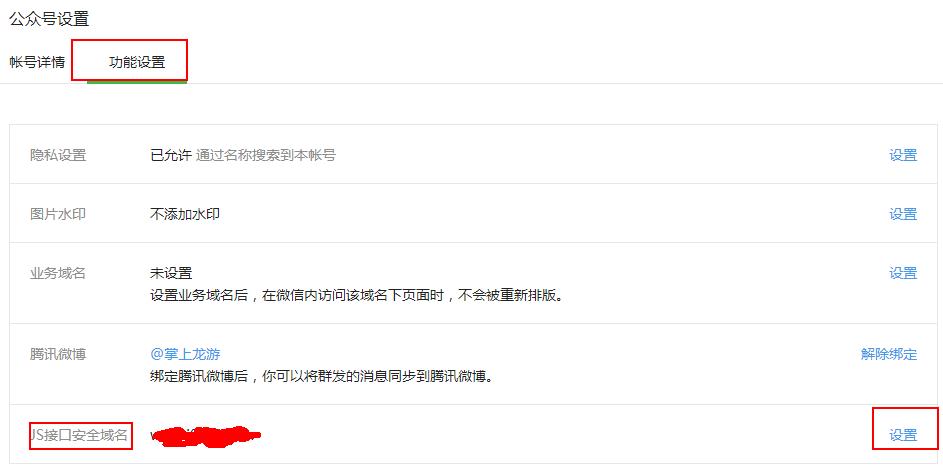 公众号设置
帐号详情 功能设置
隐私设置 已允许 通过名称搜索到本帐号 设置
图片水印 不添加水印 设置
业务域名 未设置 设置
设置业务域名后，在微信内访问该域名下页面时，不会被重新排版。
腾讯微博 @掌上龙游 解除绑定
绑定腾讯微博后，你可以将群发的消息同步到腾讯微博。
JS接口安全域名 设置